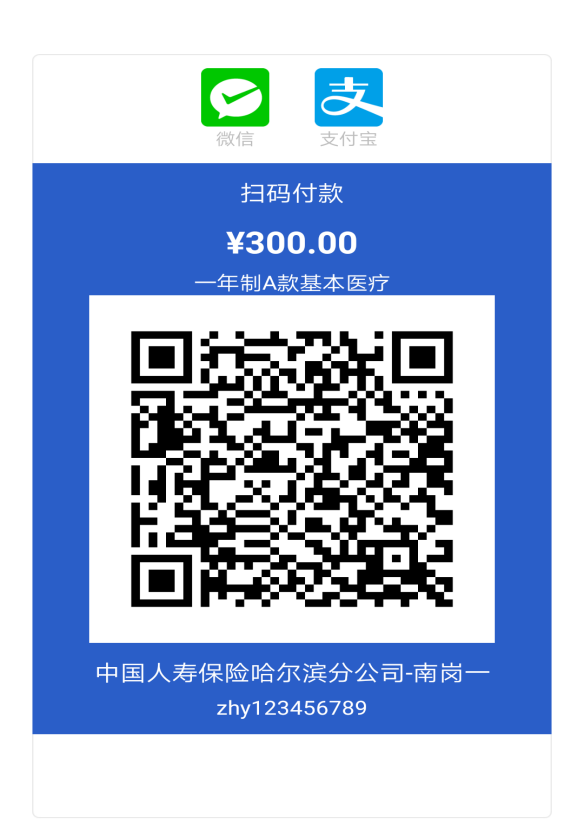 微信 支付宝
扫码付款
¥300.00
一年制A款基本医疗
中国人寿保险哈尔滨分公司-南岗一
zhy123456789